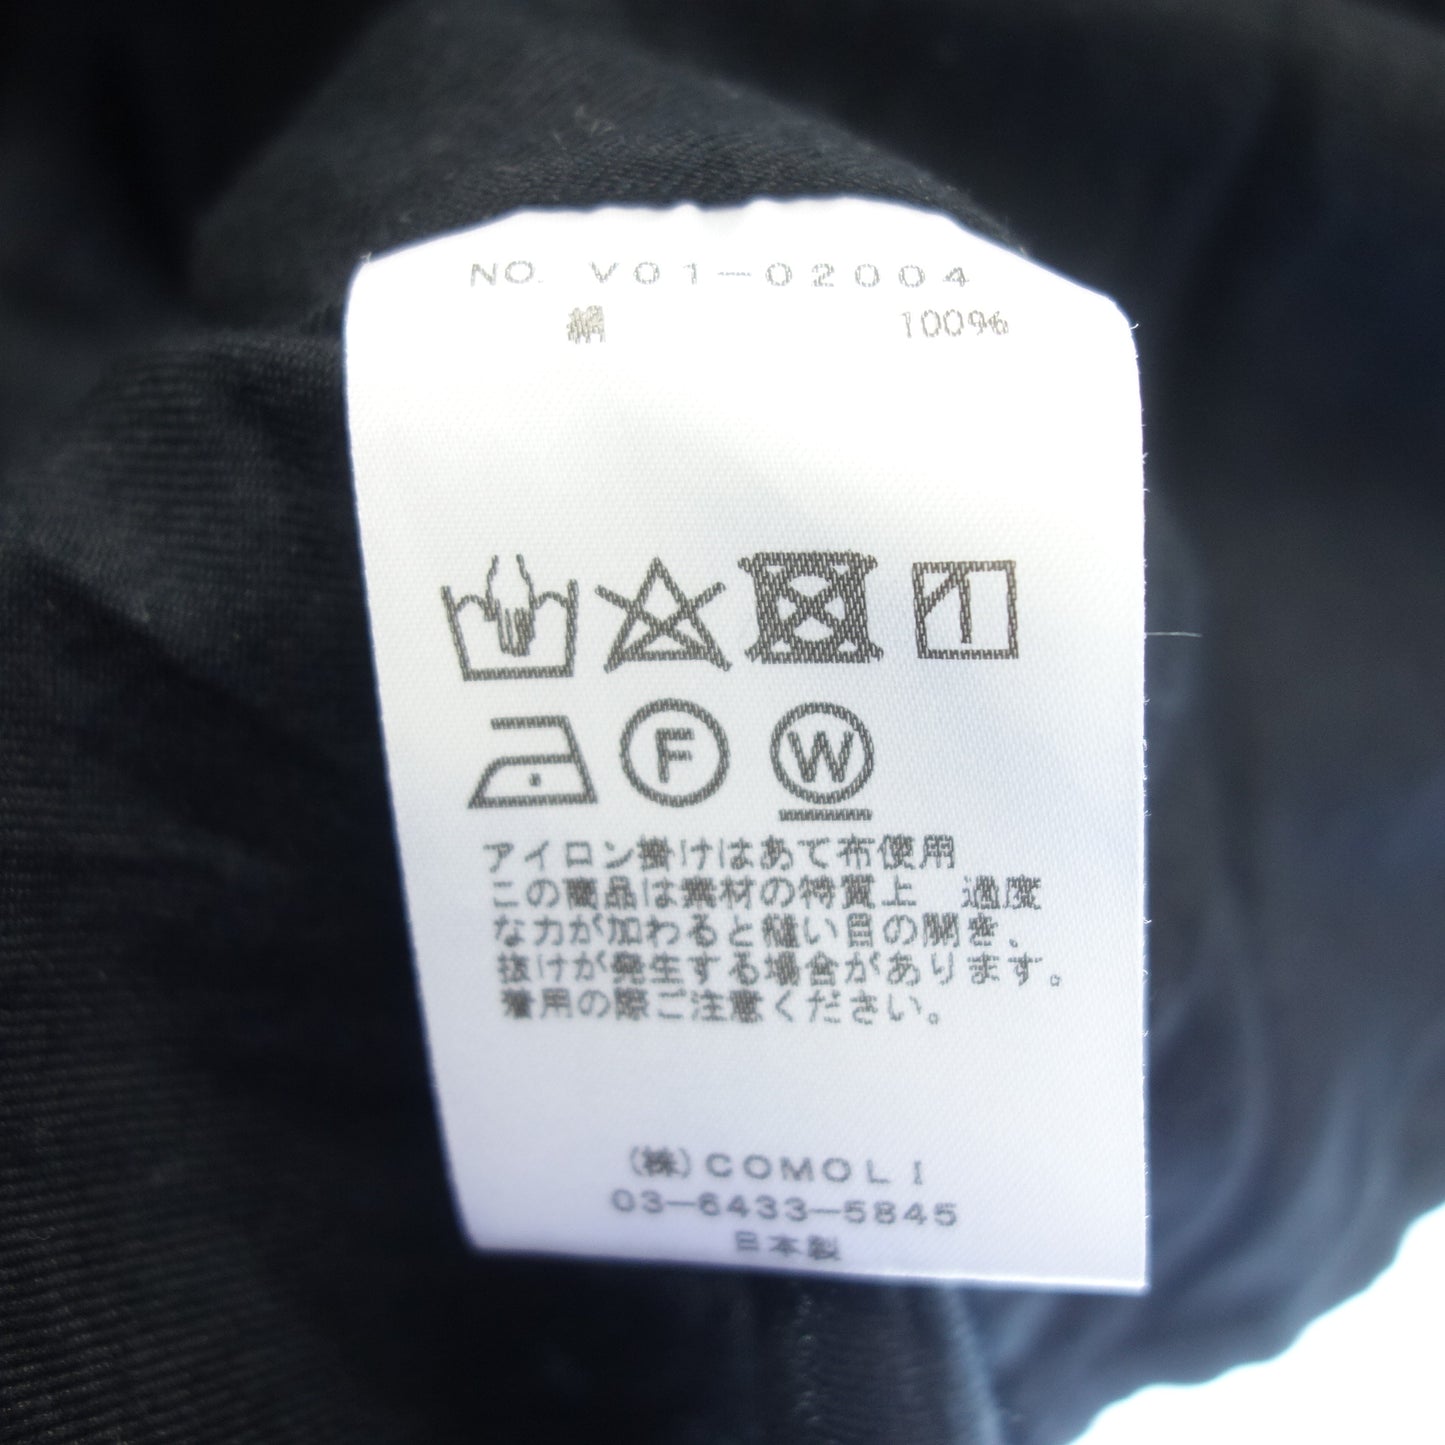 NO. V01-02004
絹 100%
F W
アイロン掛けはあて布使用
この商品は素材の特質上 過度
な力が加わると縫い目の開き、
抜けが発生する場合があります。
着用の際ご注意ください。
(株)COMOLI
03-6433-5845
日本製